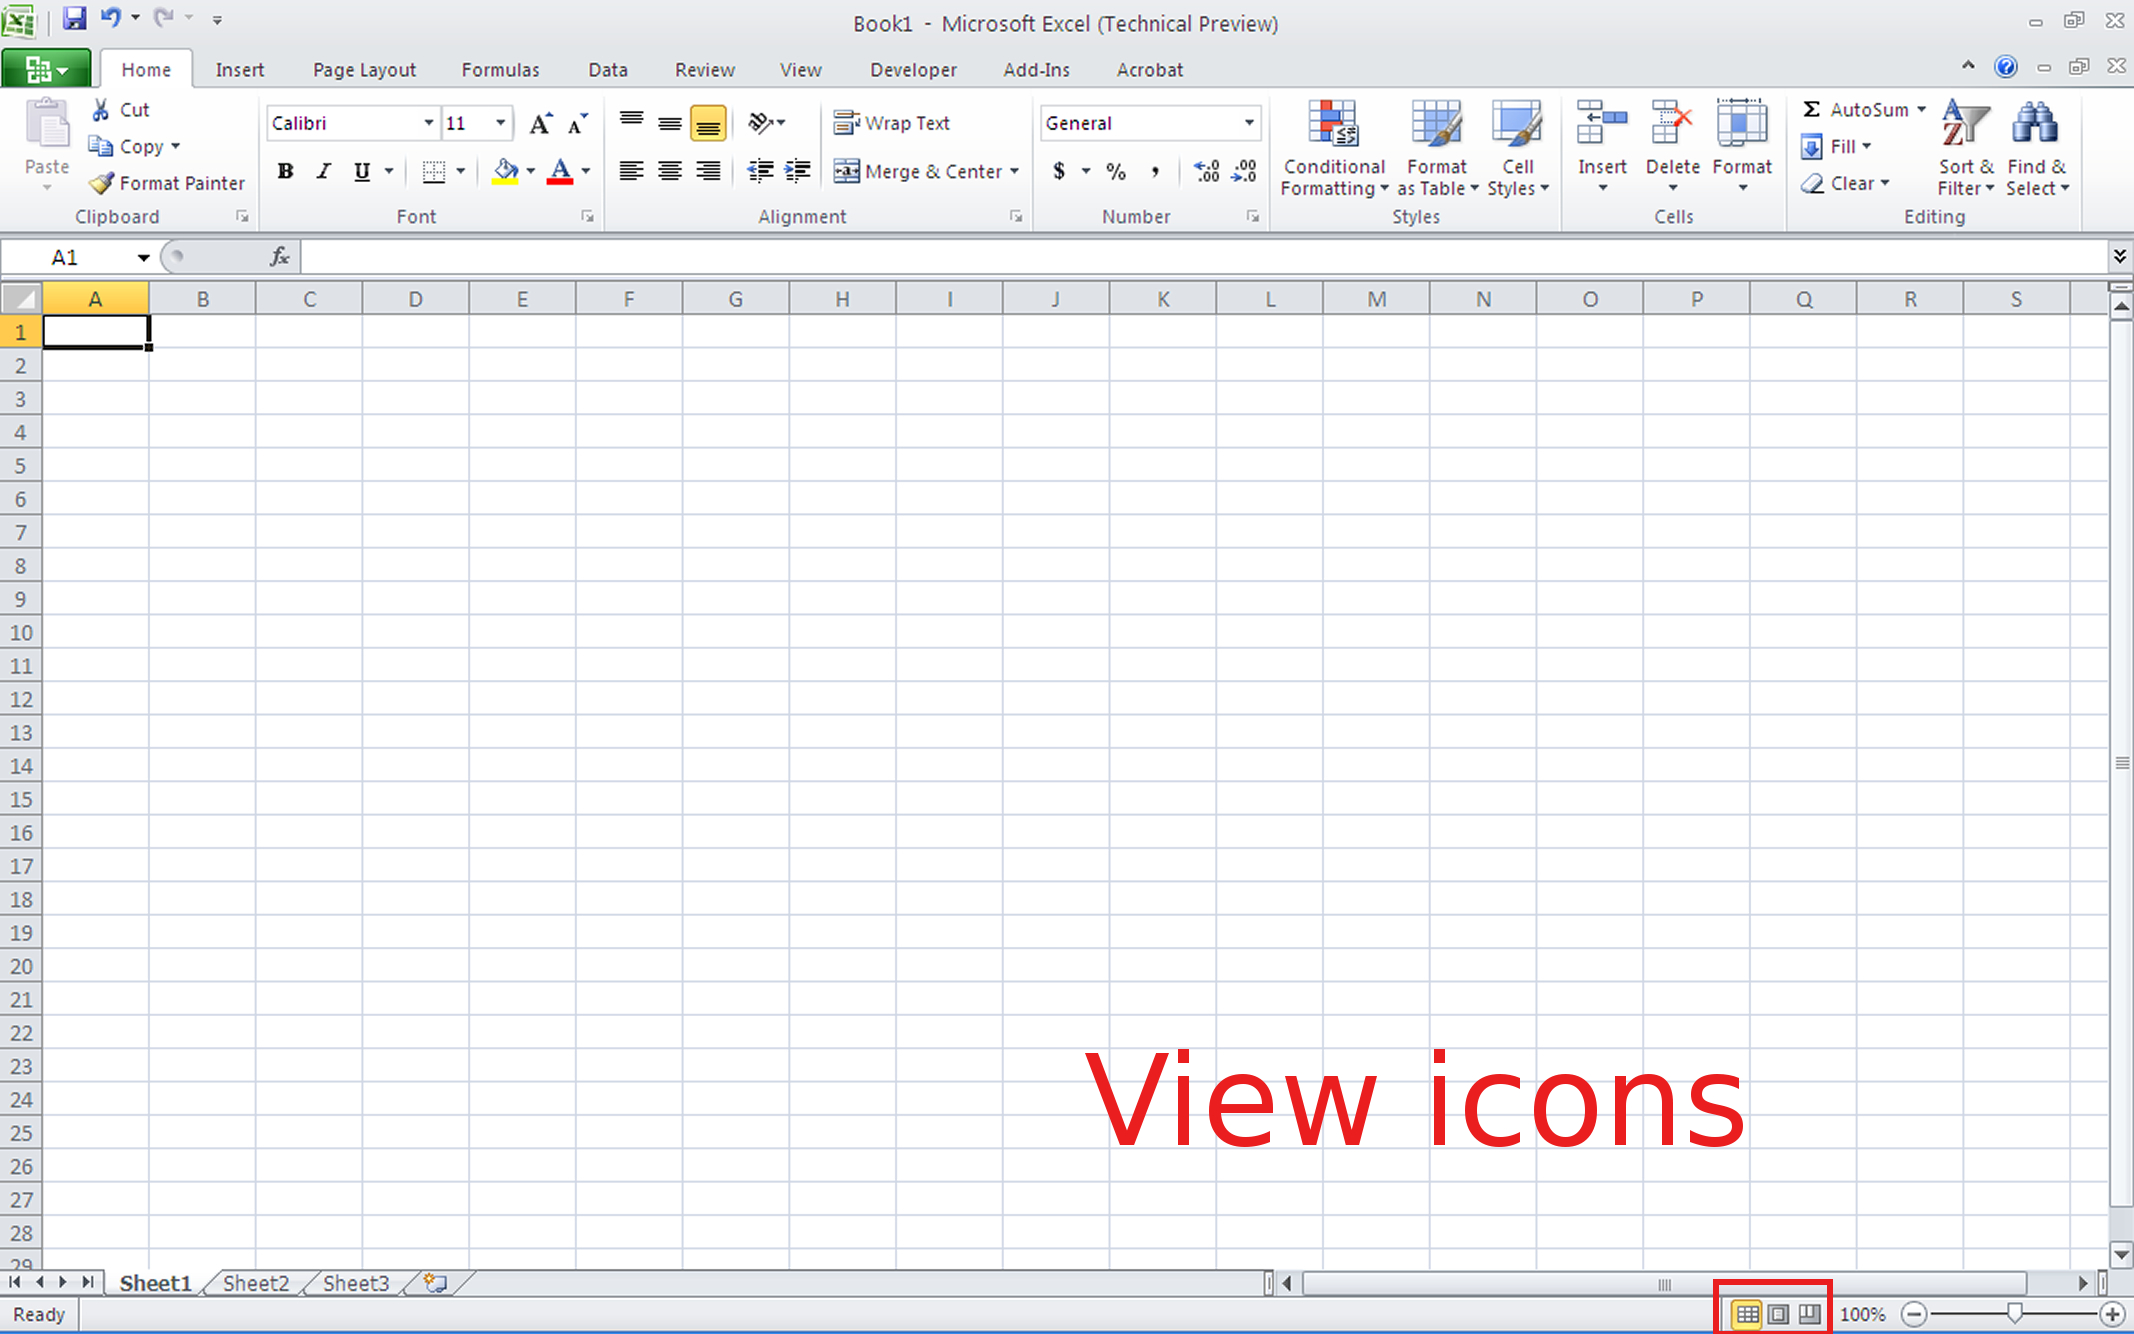 Book1 - Microsoft Excel (Technical Preview)
Home Insert Page Layout Formulas Data Review View Developer Add-Ins Acrobat
Paste
Cut
Copy
Format Painter
Clipboard
Calibri 11
B I U A
Font
Wrap Text
Merge & Center
Alignment
General
$ % ,
Number
Conditional Formatting
Format as Table
Cell Styles
Styles
Insert Delete Format
Cells
Σ AutoSum
Fill
Clear
Sort & Filter
Find & Select
Editing
A1 fx
A B C D E F G H I J K L M N O P Q R S
1
2
3
4
5
6
7
8
9
10
11
12
13
14
15
16
17
18
19
20
21
22
23
24
25
26
27
28
29
View icons
Sheet1 Sheet2 Sheet3
Ready 100%